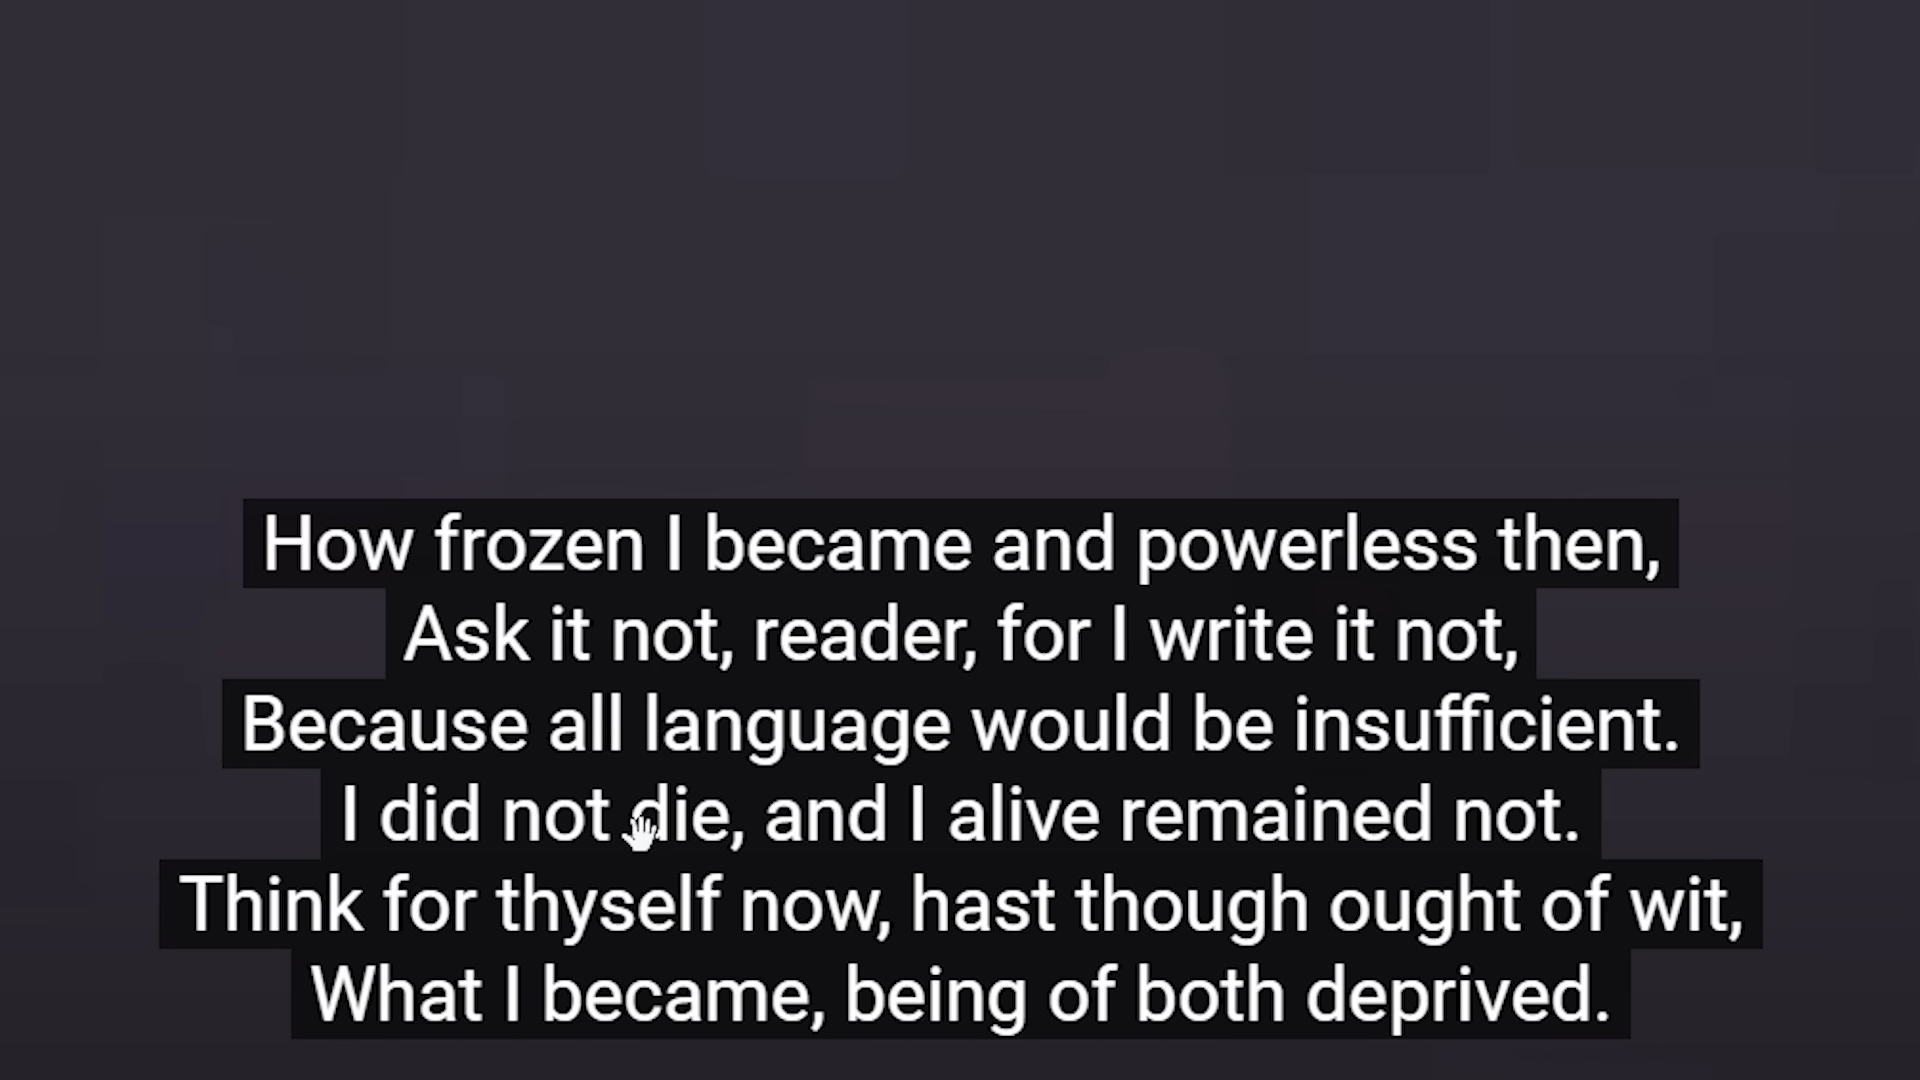 How frozen I became and powerless then,
Ask it not, reader, for I write it not,
Because all language would be insufficient.
I did not die, and I alive remained not.
Think for thyself now, hast though ought of wit,
What I became, being of both deprived.